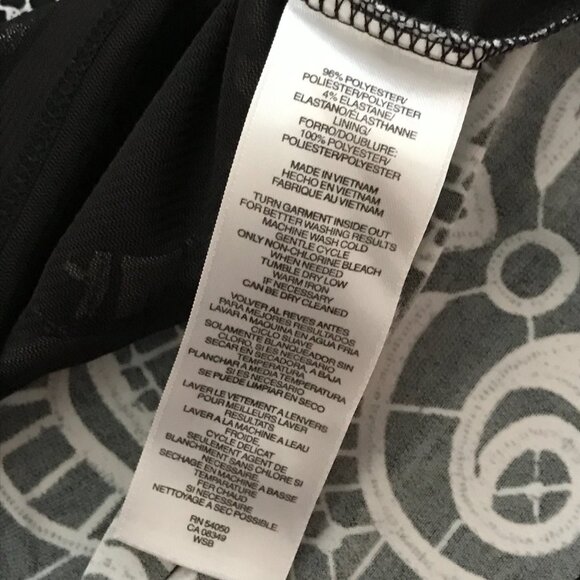 96% POLYESTER/
POLIESTER/POLYESTER
4% ELASTANE/
ELASTANO/ELASTHANNE
LINING/
FORRO/DOUBLURE:
100% POLYESTER/
POLIESTER/POLYESTER
MADE IN VIETNAM
HECHO EN VIETNAM
FABRIQUE AU VIETNAM
TURN GARMENT INSIDE OUT
FOR BETTER WASHING RESULTS
MACHINE WASH COLD
GENTLE CYCLE
ONLY NON-CHLORINE BLEACH
WHEN NEEDED
TUMBLE DRY LOW
WARM IRON
IF NECESSARY
CAN BE DRY CLEANED
VOLVER AL REVES ANTES
PARA MEJORES RESULTADOS
LAVAR A MAQUINA EN AGUA FRIA
CICLO SUAVE
SOLAMENTE BLANQUEADOR SIN
CLORO, SI ES NECESARIO
SECAR EN SECADORA, A BAJA
TEMPERATURA
PLANCHAR A MEDIA TEMPERATURA
SI ES NECESARIO
SE PUEDE LIMPIAR EN SECO
LAVER LE VETEMENT A L'ENVERS
POUR MEILLEURS LAVER
RESULTATS
LAVER A LA MACHINE A L'EAU
FROIDE,
CYCLE DELICAT
SEULEMENT AGENT DE
BLANCHIMENT SANS CHLORE SI
NECESSAIRE.
SECHAGE EN MACHINE A BASSE
TEMPARATURE
FER CHAUD
SI NECESSAIRE
NETTOYAGE A SEC POSSIBLE
RN 54050
CA 08349
WSB